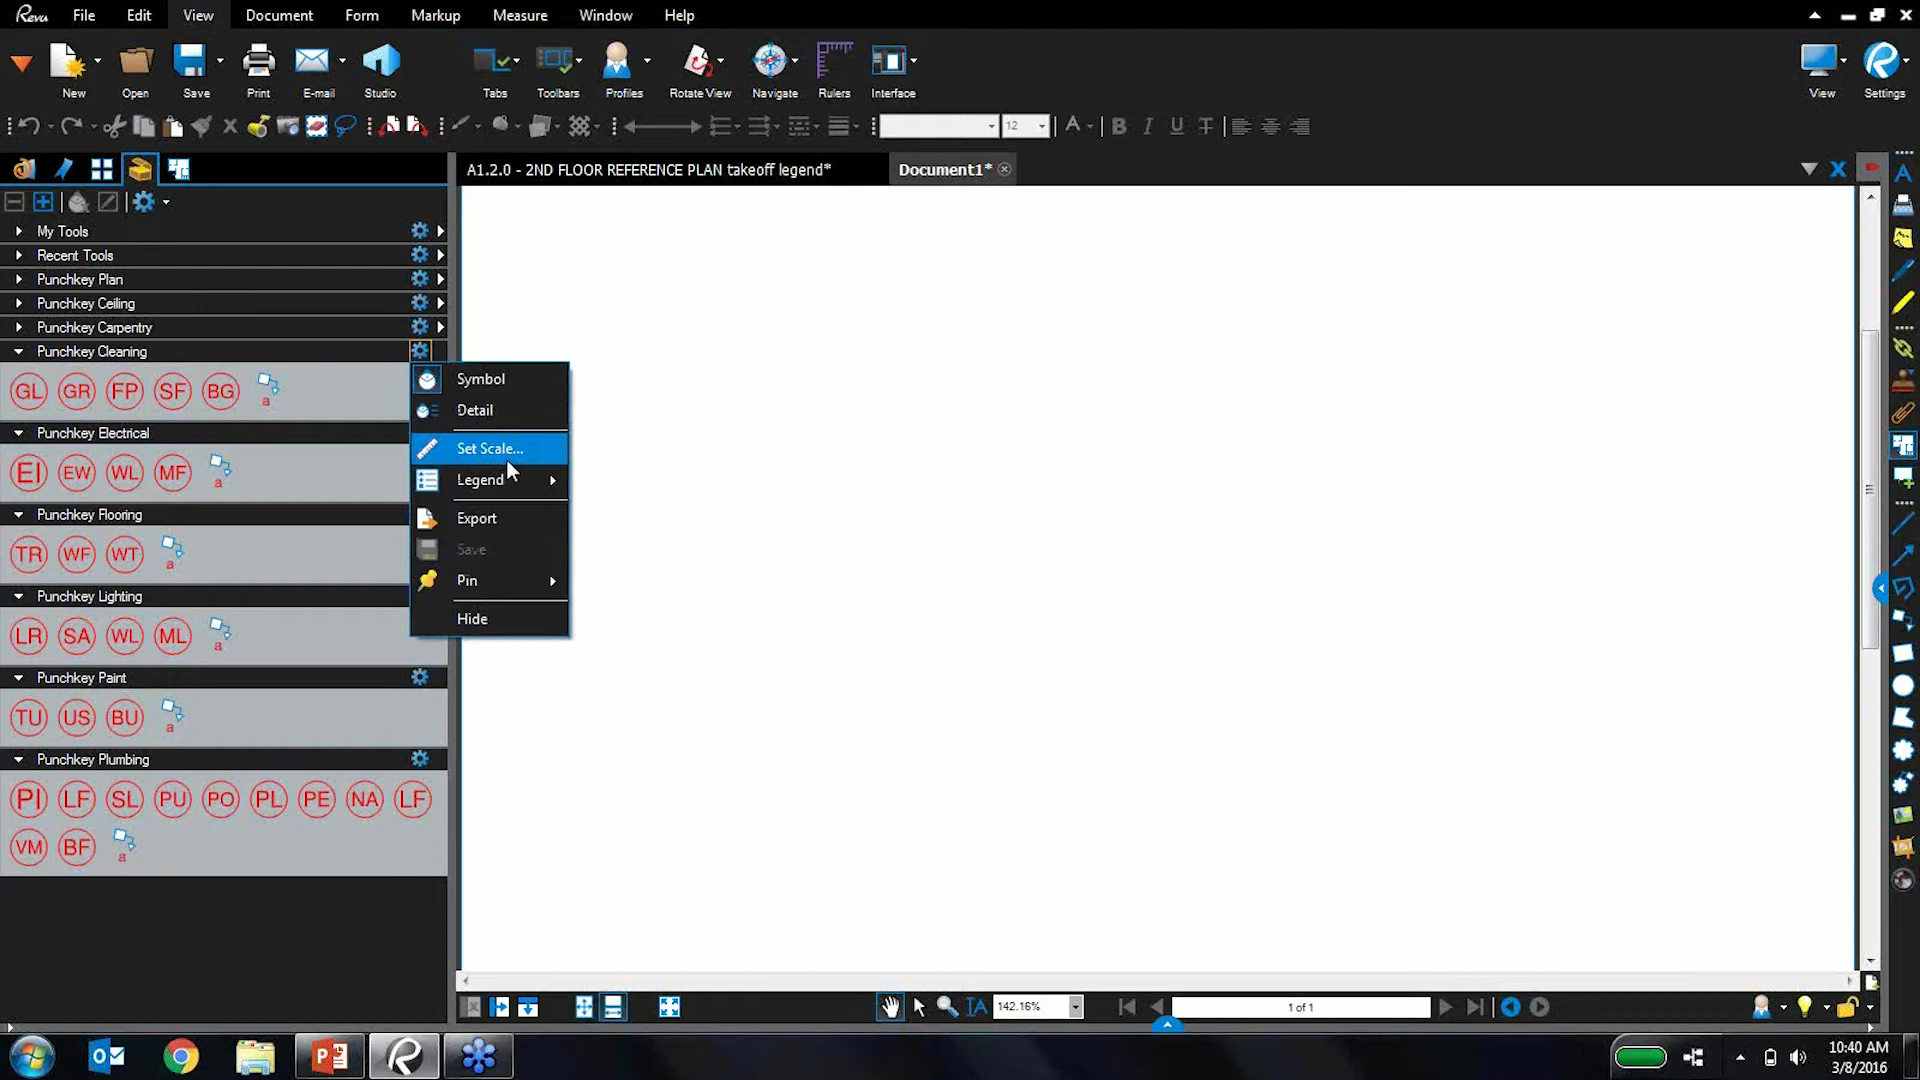 Revu File Edit View Document Form Markup Measure Window Help
New Open Save Print E-mail Studio Tabs Toolbars Profiles Rotate View Navigate Rulers Interface View Settings
12 A B I U T
A1.2.0 - 2ND FLOOR REFERENCE PLAN takeoff legend* Document1*
My Tools
Recent Tools
Punchkey Plan
Punchkey Ceiling
Punchkey Carpentry
Punchkey Cleaning
GL GR FP SF BG a
Punchkey Electrical
EI EW WL MF a
Punchkey Flooring
TR WF WT a
Punchkey Lighting
LR SA WL ML a
Punchkey Paint
TU US BU a
Punchkey Plumbing
PI LF SL PU PO PL PE NA LF
VM BF a
Symbol
Detail
Set Scale...
Legend
Export
Save
Pin
Hide
142.16% 1 of 1
10:40 AM
3/8/2016